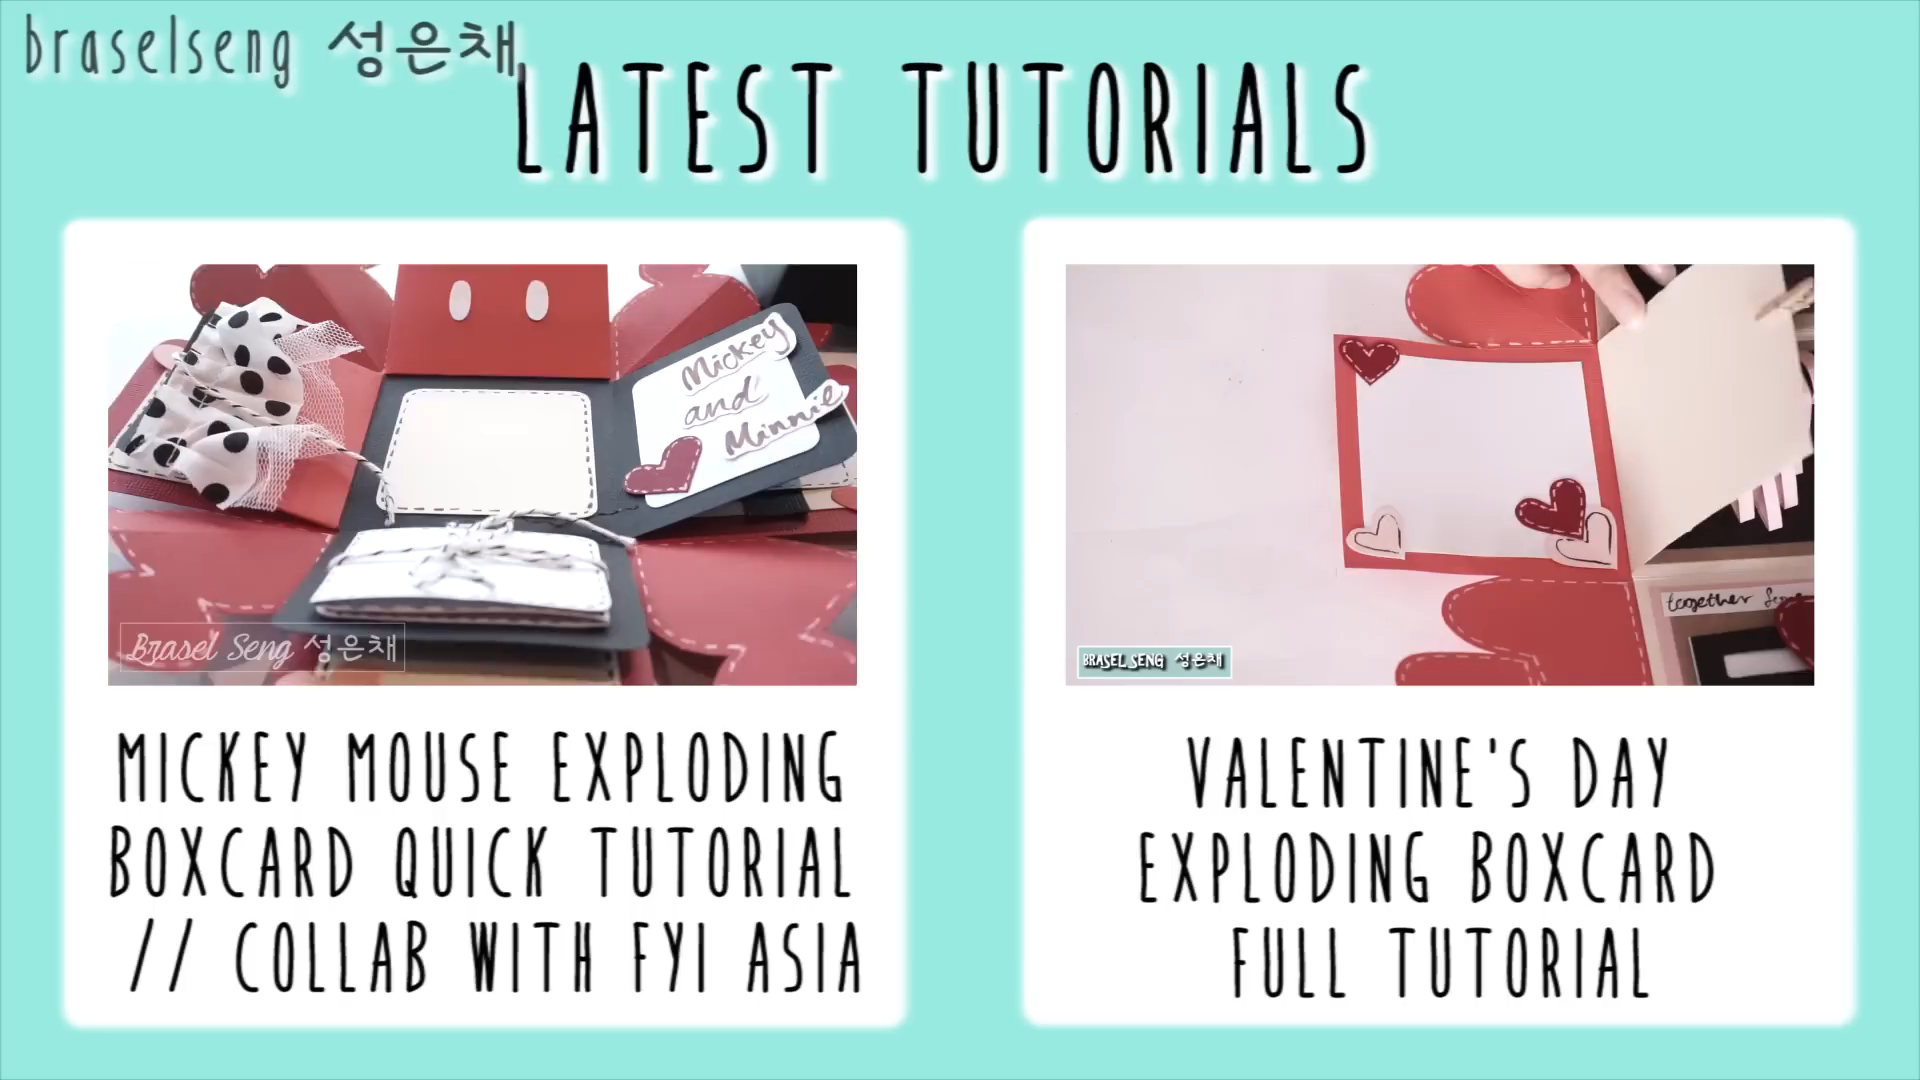 braselseng 성은채
LATEST TUTORIALS
Mickey
and
Minnie
Brasel Seng 성은채
MICKEY MOUSE EXPLODING
BOXCARD QUICK TUTORIAL
// COLLAB WITH FYI ASIA
together
BRASEL SENG 성은채
VALENTINE'S DAY
EXPLODING BOXCARD
FULL TUTORIAL